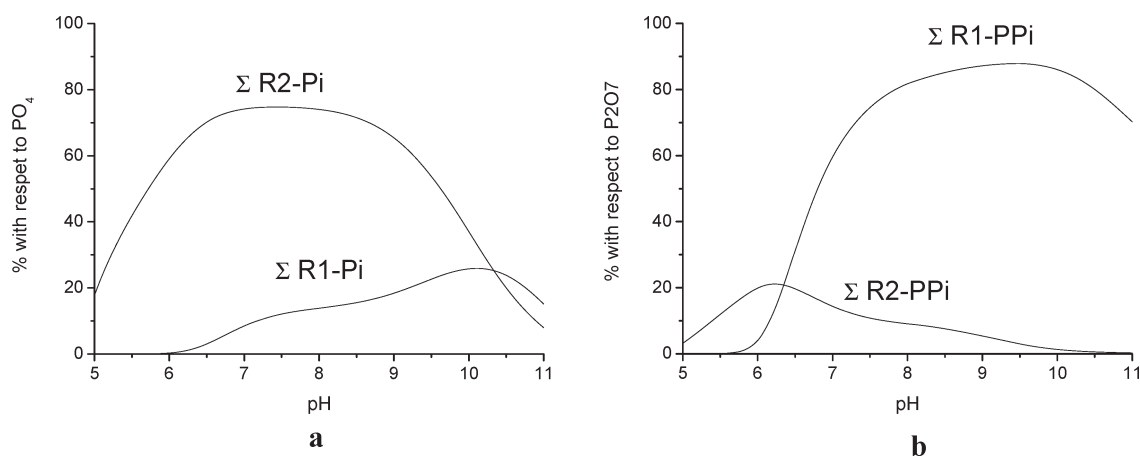 100
80
60
40
20
0
% with respet to PO4
Σ R2-Pi
Σ R1-Pi
5 6 7 8 9 10 11
pH
a
100
80
60
40
20
0
% with respect to P2O7
Σ R1-PPi
Σ R2-PPi
5 6 7 8 9 10 11
pH
b